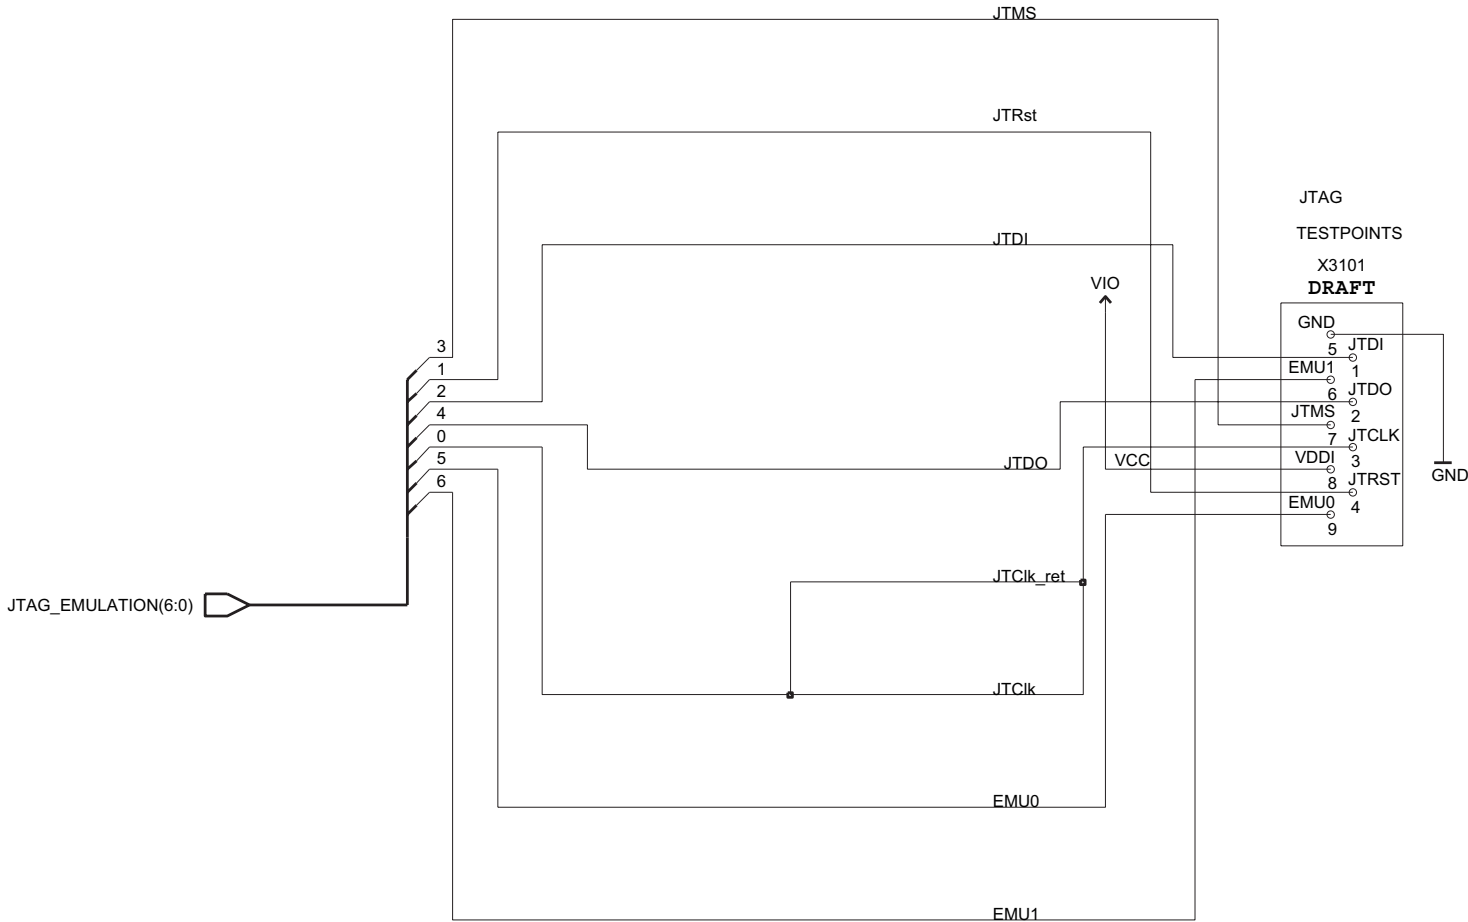 JTMS
JTRst
JTAG
TESTPOINTS
JTDI
X3101
DRAFT
VIO
GND
5
JTDI
1
3
EMU1
6
1
JTDO
2
2
JTMS
7
4
JTCLK
3
0
JTDO
VCC
VDDI
8
5
JTRST
4
GND
6
EMU0
9
JTClk_ret
JTAG_EMULATION(6:0)
JTClk
EMU0
EMU1